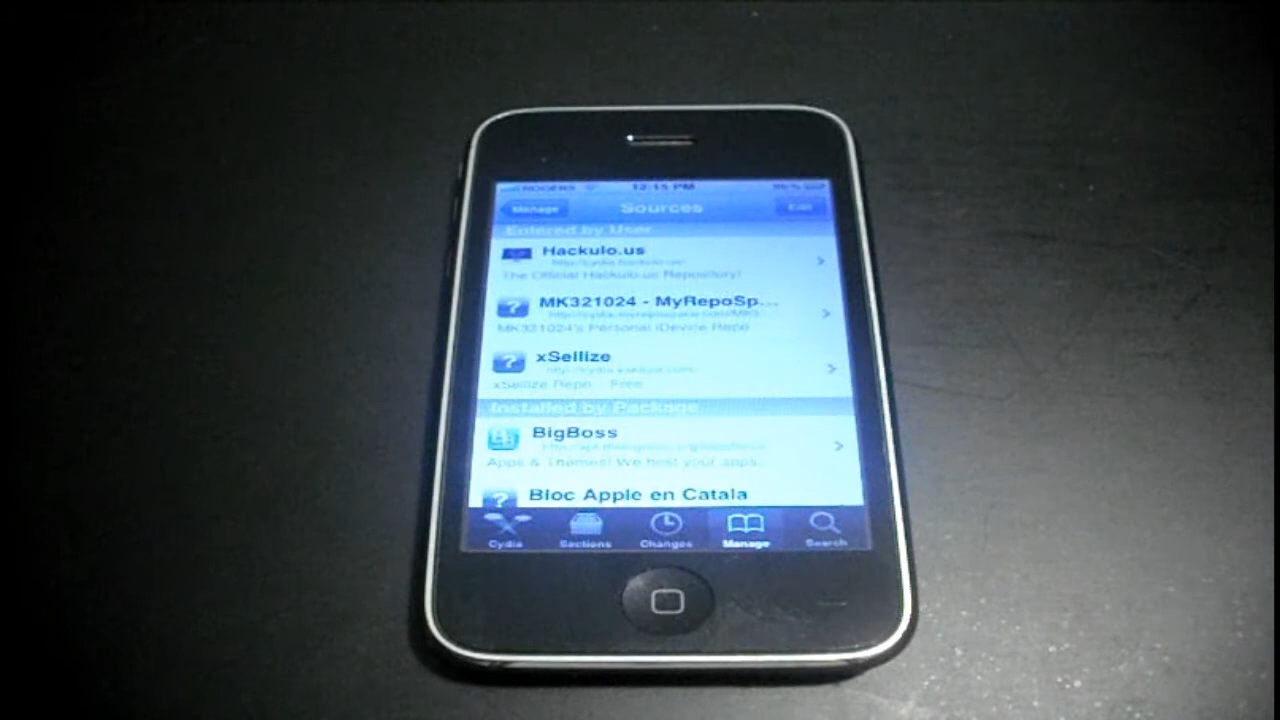 ROGERS 12:15 PM
Manage Sources Edit
Entered by User
Hackulo.us
The Official Hackulo.us Repository!
MK321024 - MyRepoSp...
MK321024's Personal iDevice Repo
xSellize
xSellize Repo Free
Installed by Package
BigBoss
Apps & Themes! We host your apps...
Bloc Apple en Catala
Cydia Sections Changes Manage Search